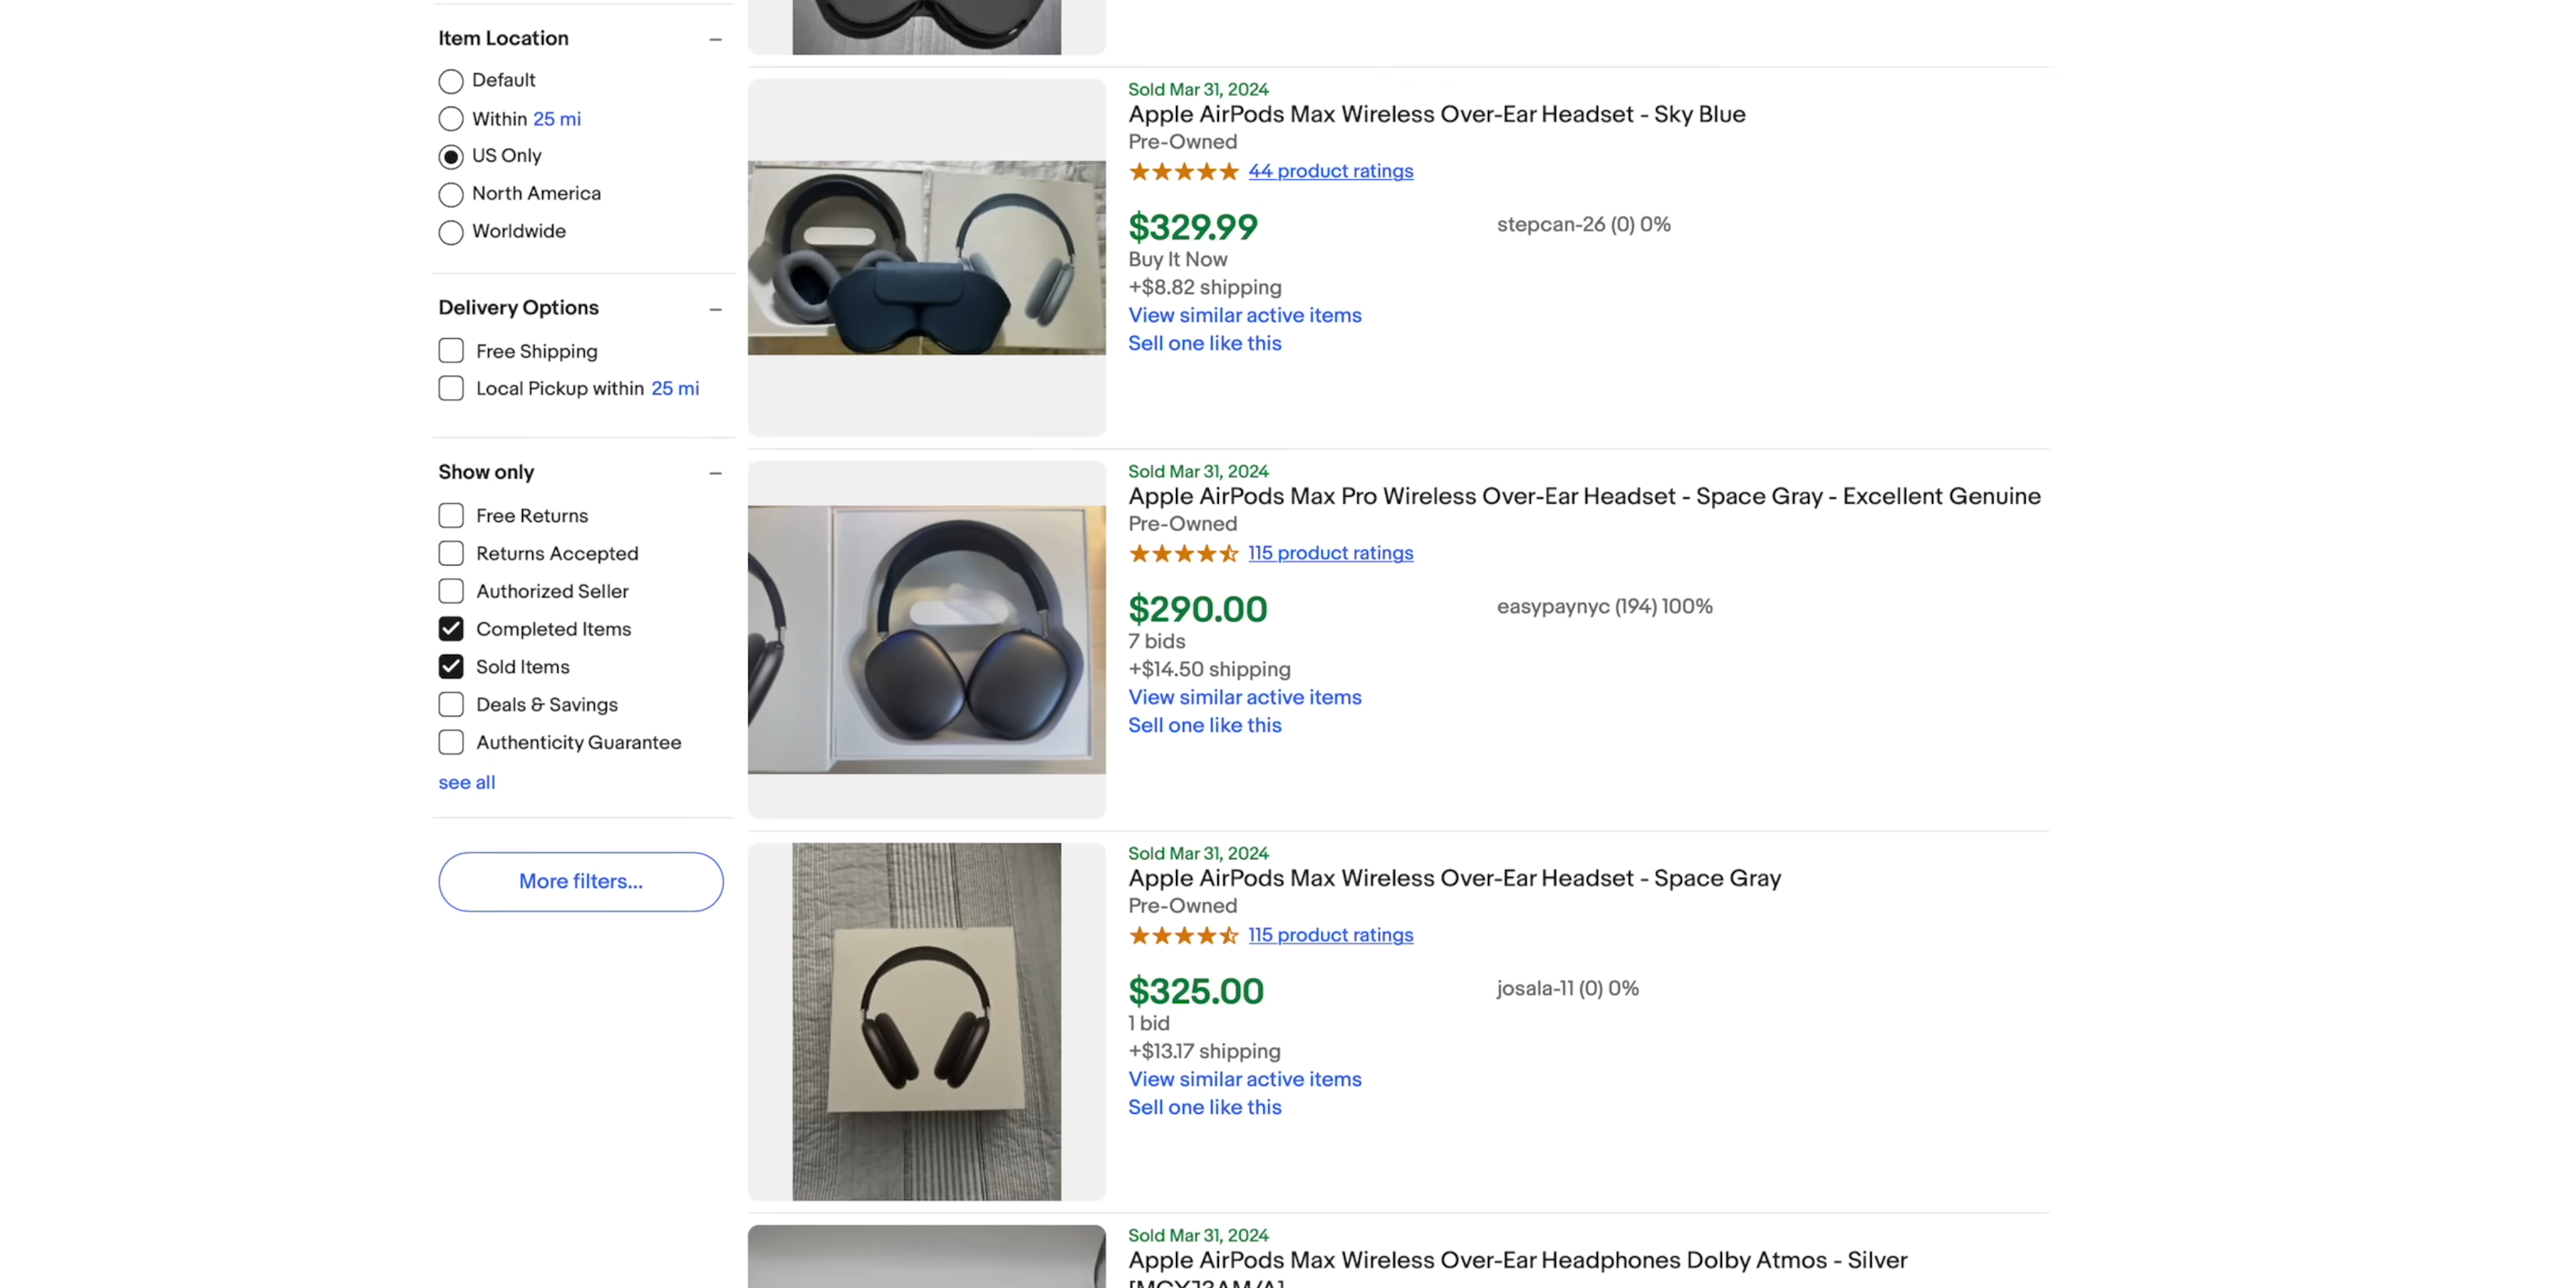 Item Location
Default
Within 25 mi
US Only
North America
Worldwide
Delivery Options
Free Shipping
Local Pickup within 25 mi
Show only
Free Returns
Returns Accepted
Authorized Seller
Completed Items
Sold Items
Deals & Savings
Authenticity Guarantee
see all
More filters...
Sold Mar 31, 2024
Apple AirPods Max Wireless Over-Ear Headset - Sky Blue
Pre-Owned
44 product ratings
$329.99
stepcan-26 (0) 0%
Buy It Now
+$8.82 shipping
View similar active items
Sell one like this
Sold Mar 31, 2024
Apple AirPods Max Pro Wireless Over-Ear Headset - Space Gray - Excellent Genuine
Pre-Owned
115 product ratings
$290.00
easypaynyc (194) 100%
7 bids
+$14.50 shipping
View similar active items
Sell one like this
Sold Mar 31, 2024
Apple AirPods Max Wireless Over-Ear Headset - Space Gray
Pre-Owned
115 product ratings
$325.00
josala-11 (0) 0%
1 bid
+$13.17 shipping
View similar active items
Sell one like this
Sold Mar 31, 2024
Apple AirPods Max Wireless Over-Ear Headphones Dolby Atmos - Silver